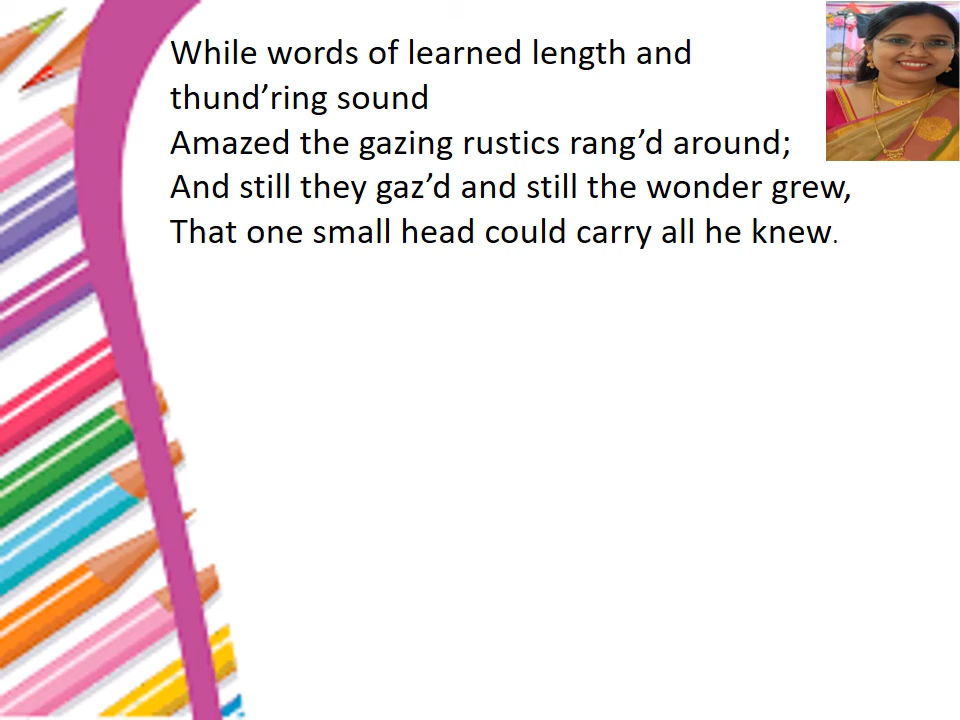 While words of learned length and
thund’ring sound
Amazed the gazing rustics rang’d around;
And still they gaz’d and still the wonder grew,
That one small head could carry all he knew.